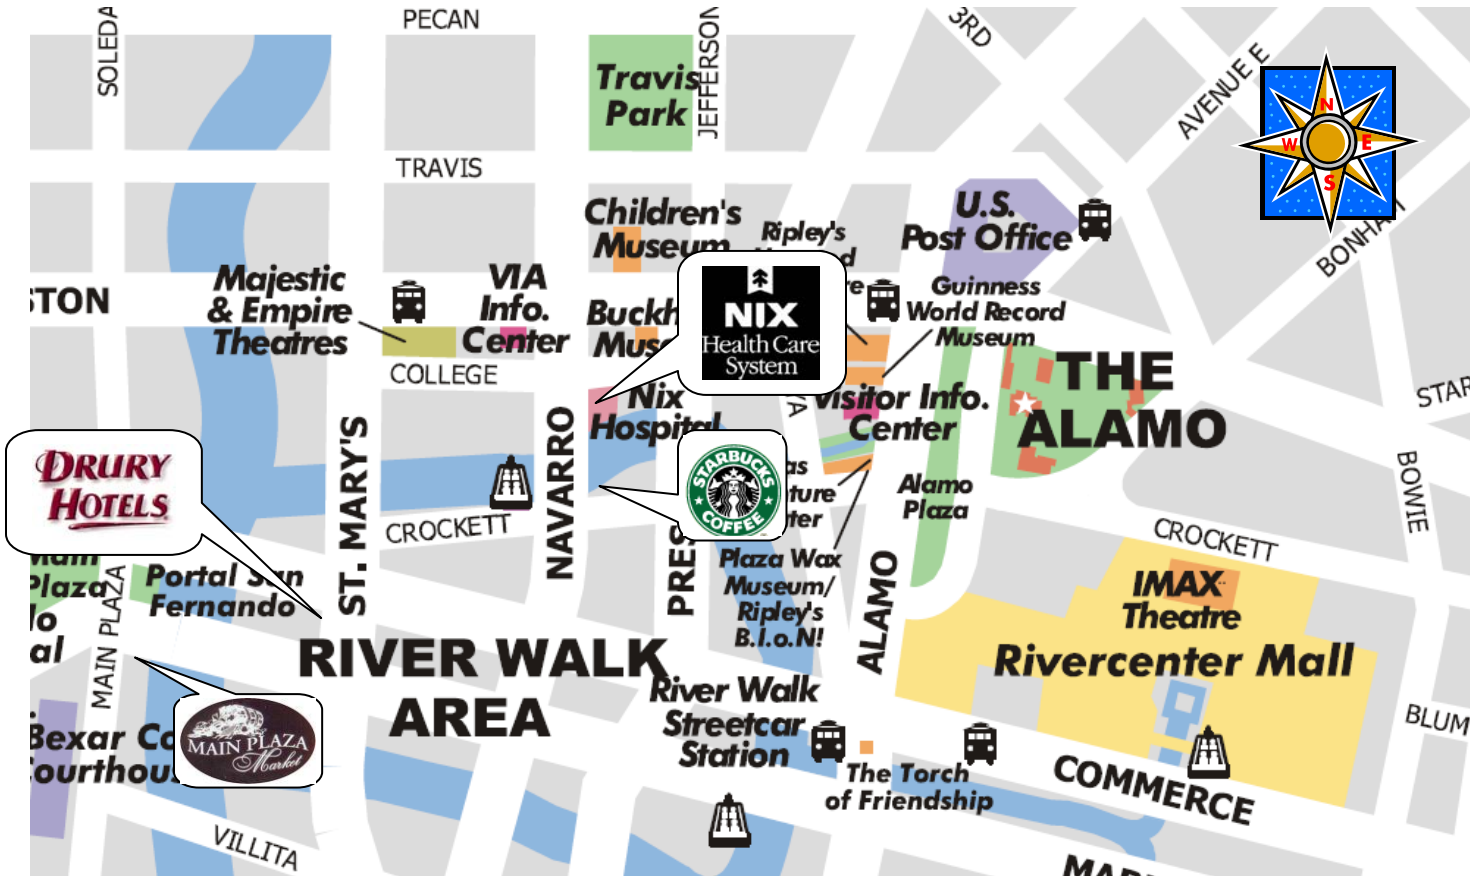 PECAN
SOLEDA
JEFFERSON
3RD
AVENUE E
N
W
E
S
Travis
Park
TRAVIS
Children's
Museum
Ripley's
U.S.
Post Office
BONHAM
Majestic
& Empire
Theatres
VIA
Info.
Center
STON
Guinness
World Record
Museum
NIX
Health Care
System
COLLEGE
Nix
Hospital
Visitor Info.
Center
THE
ALAMO
STAR
BOWIE
DRURY
HOTELS
STARBUCKS
COFFEE
ST. MARY'S
NAVARRO
CROCKETT
Alamo
Plaza
CROCKETT
Main
Plaza
Portal San
Fernando
MAIN PLAZA
PRES
Plaza Wax
Museum/
Ripley's
B.I.o.N!
ALAMO
IMAX
Theatre
Rivercenter Mall
RIVER WALK
AREA
River Walk
Streetcar
Station
Bexar Co
Courthou
MAIN PLAZA
Market
The Torch
of Friendship
COMMERCE
BLUM
VILLITA
MAR